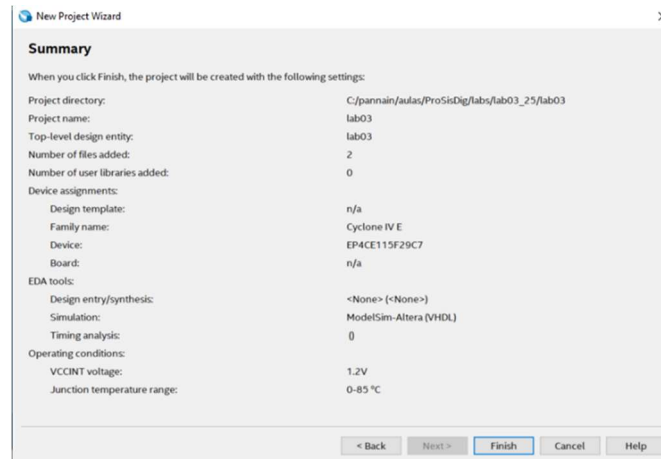 New Project Wizard
Summary
When you click Finish, the project will be created with the following settings:
Project directory: C:/pannain/aulas/ProSisDig/labs/lab03_25/lab03
Project name: lab03
Top-level design entity: lab03
Number of files added: 2
Number of user libraries added: 0
Device assignments:
Design template: n/a
Family name: Cyclone IV E
Device: EP4CE115F29C7
Board: n/a
EDA tools:
Design entry/synthesis: <None> (<None>)
Simulation: ModelSim-Altera (VHDL)
Timing analysis: ()
Operating conditions:
VCCINT voltage: 1.2V
Junction temperature range: 0-85 °C
< Back Next > Finish Cancel Help